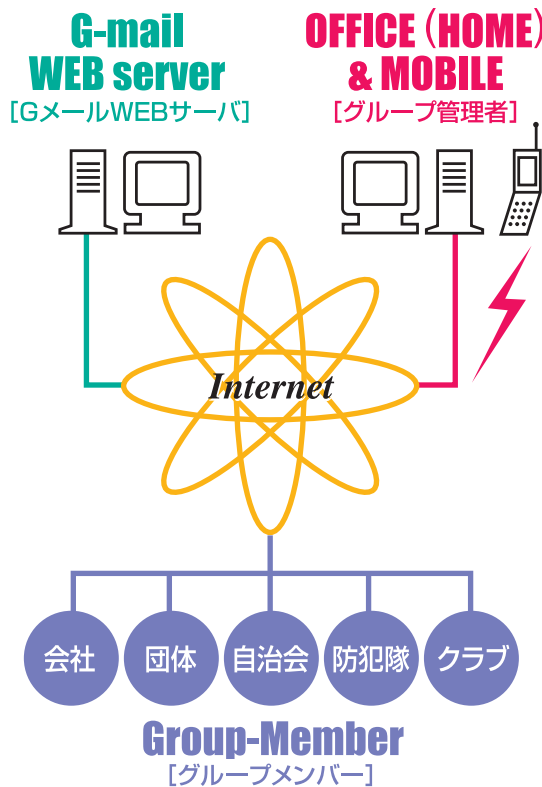 G-mail
WEB server
［GメールWEBサーバ］
OFFICE（HOME）
& MOBILE
［グループ管理者］
Internet
会社
団体
自治会
防犯隊
クラブ
Group-Member
［グループメンバー］